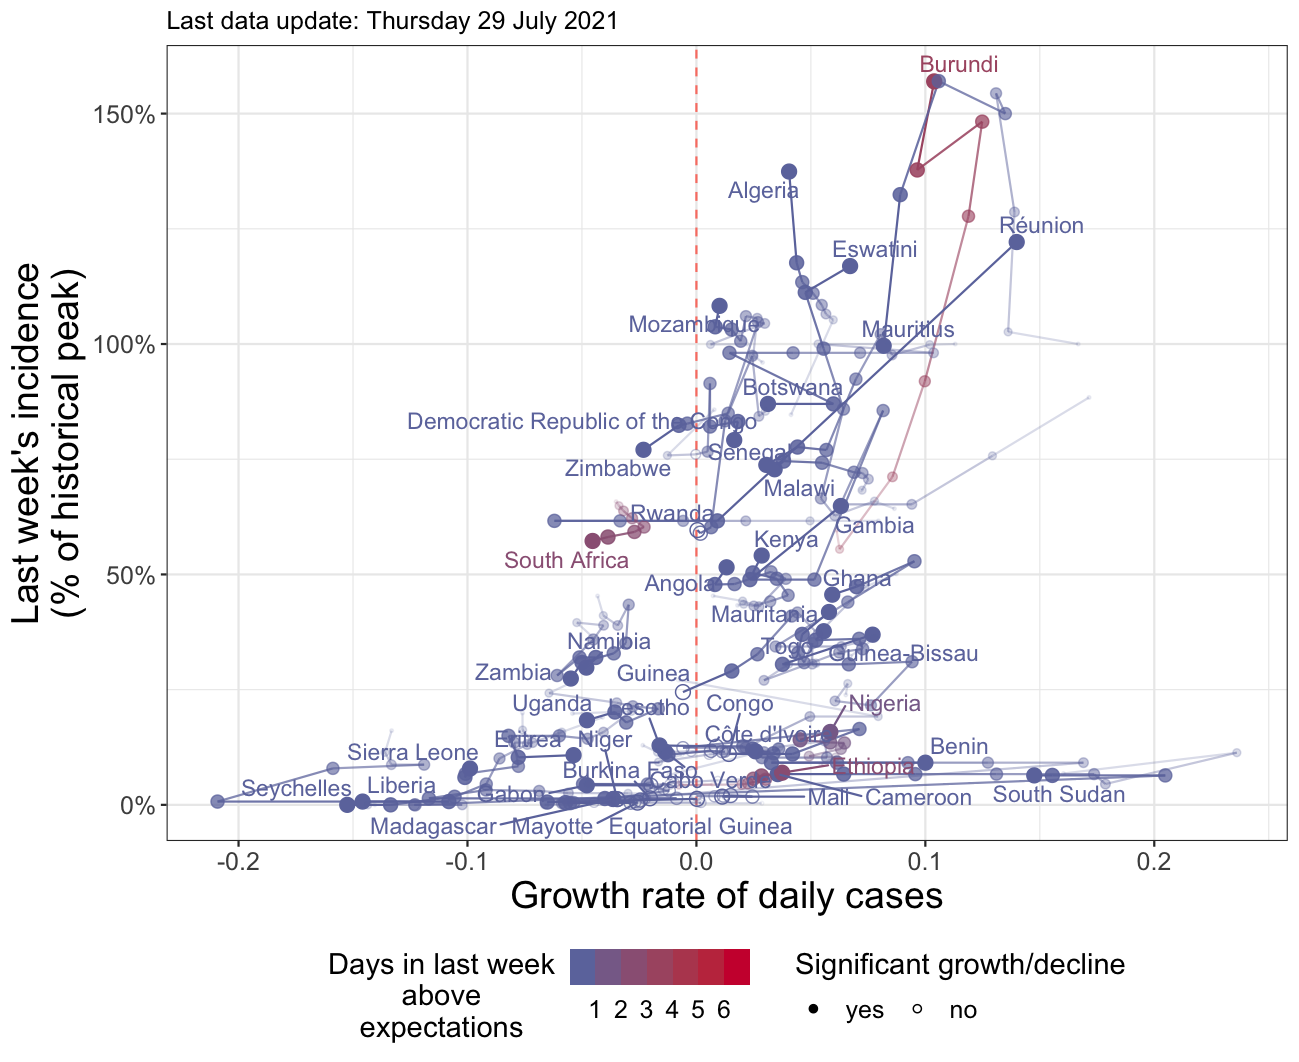 Last data update: Thursday 29 July 2021
Last week's incidence
(% of historical peak)
150%
100%
50%
0%
Burundi
Algeria
Réunion
Eswatini
Mozambique
Mauritius
Botswana
Democratic Republic of the Congo
Senegal
Zimbabwe
Malawi
Rwanda
Gambia
Kenya
South Africa
Angola
Ghana
Mauritania
Namibia
Togo
Guinea-Bissau
Zambia
Guinea
Uganda
Lesotho
Congo
Nigeria
Côte d'Ivoire
Eritrea
Niger
Benin
Sierra Leone
Burkina Faso
Ethiopia
Cabo Verde
Seychelles
Liberia
Gabon
Mali
Cameroon
South Sudan
Madagascar
Mayotte
Equatorial Guinea
-0.2
-0.1
0.0
0.1
0.2
Growth rate of daily cases
Days in last week
above
expectations
1 2 3 4 5 6
Significant growth/decline
yes
no